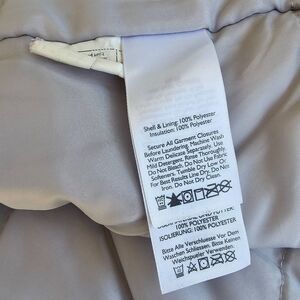 Shell & Lining: 100% Polyester
Insulation: 100% Polyester
Secure All Garment Closures
Before Laundering. Machine Wash
Warm Delicate Separately. Use
Mild Detergent. Rinse Thoroughly.
Do Not Bleach. Do Not Use Fabric
Softeners. Tumble Dry Low Or
For Best Results Line Dry. Do Not
Iron. Do Not Dry Clean.
100% POLYESTER
ISOLIERUNG: 100% POLYESTER
Bitte Alle Verschluesse Vor Dem
Waschen Schließen. Bitte Keinen
Weichspueler Verwenden.